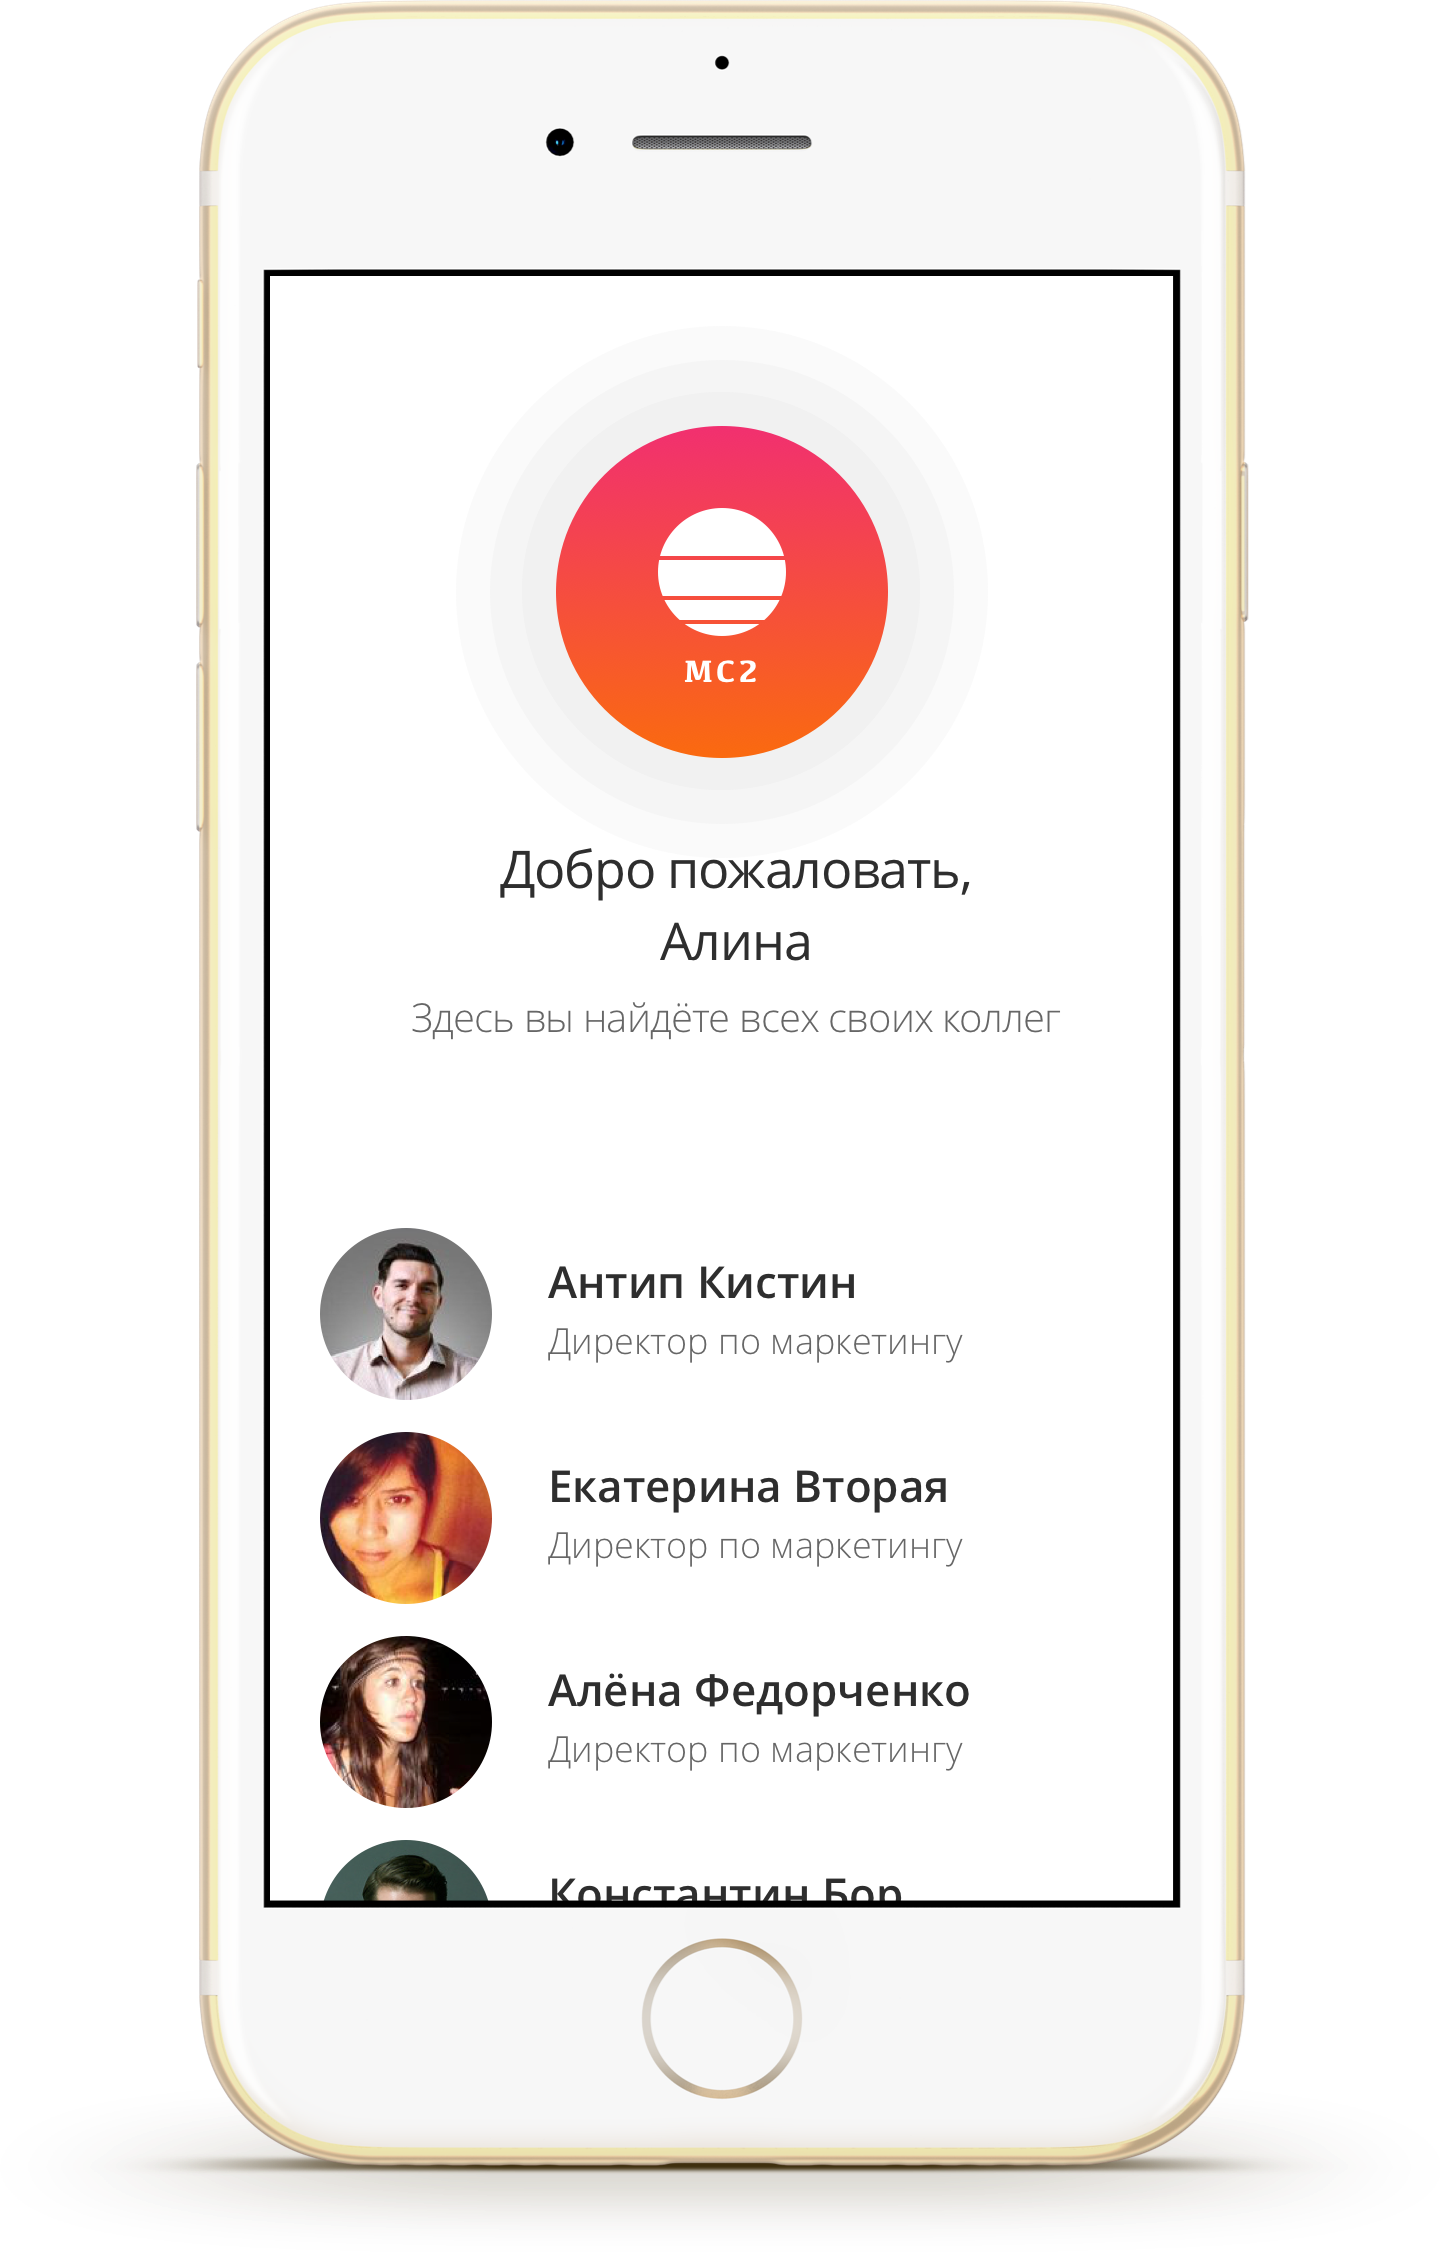 MC2
Добро пожаловать,
Алина
Здесь вы найдёте всех своих коллег
Антип Кистин
Директор по маркетингу
Екатерина Вторая
Директор по маркетингу
Алёна Федорченко
Директор по маркетингу
Константин Бор